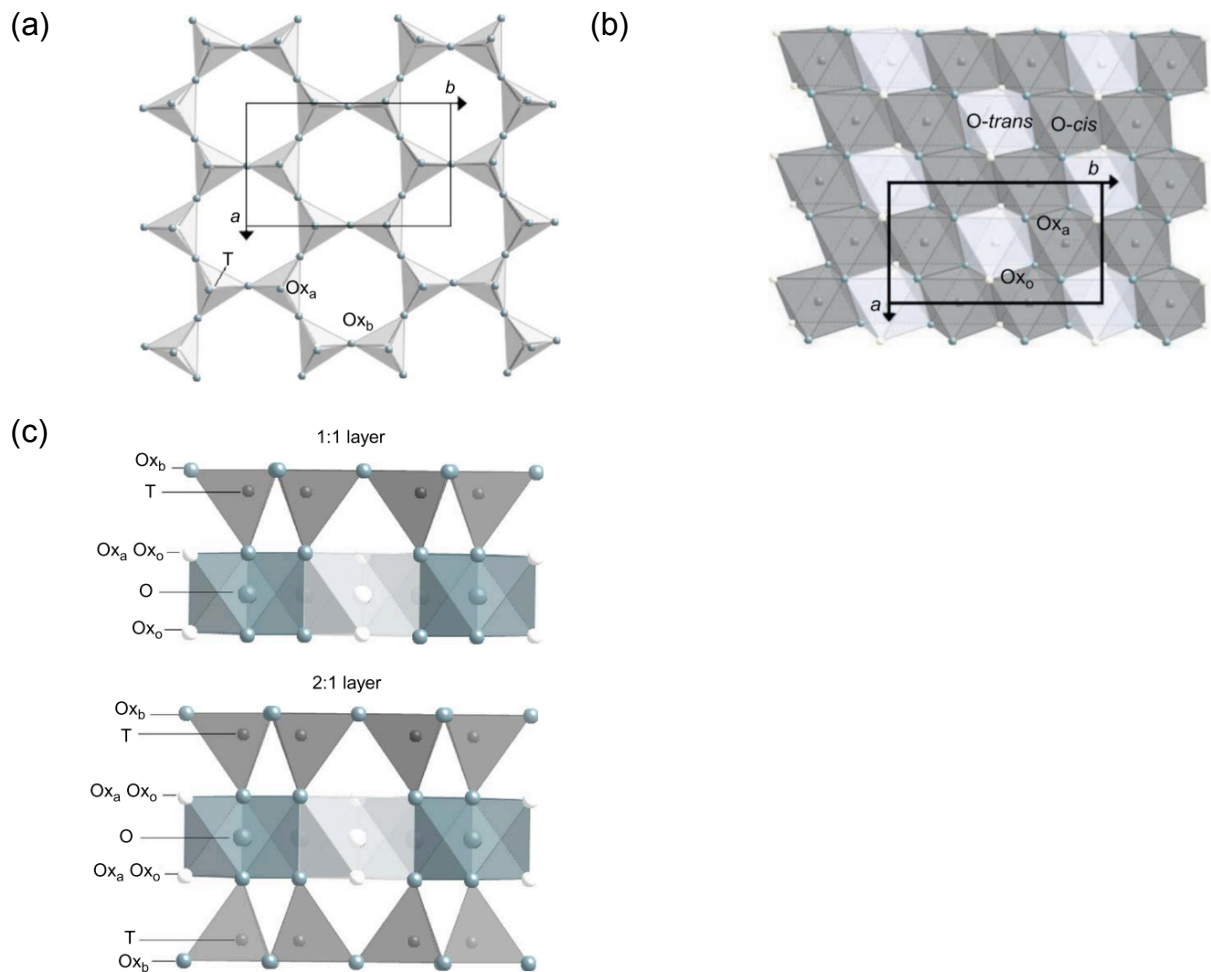 (a)
b
a
T
Oxa
Oxb
(b)
O-trans O-cis
b
Oxa
Oxo
a
(c)
1:1 layer
Oxb
T
Oxa Oxo
O
Oxo
2:1 layer
Oxb
T
Oxa Oxo
O
Oxa Oxo
T
Oxb